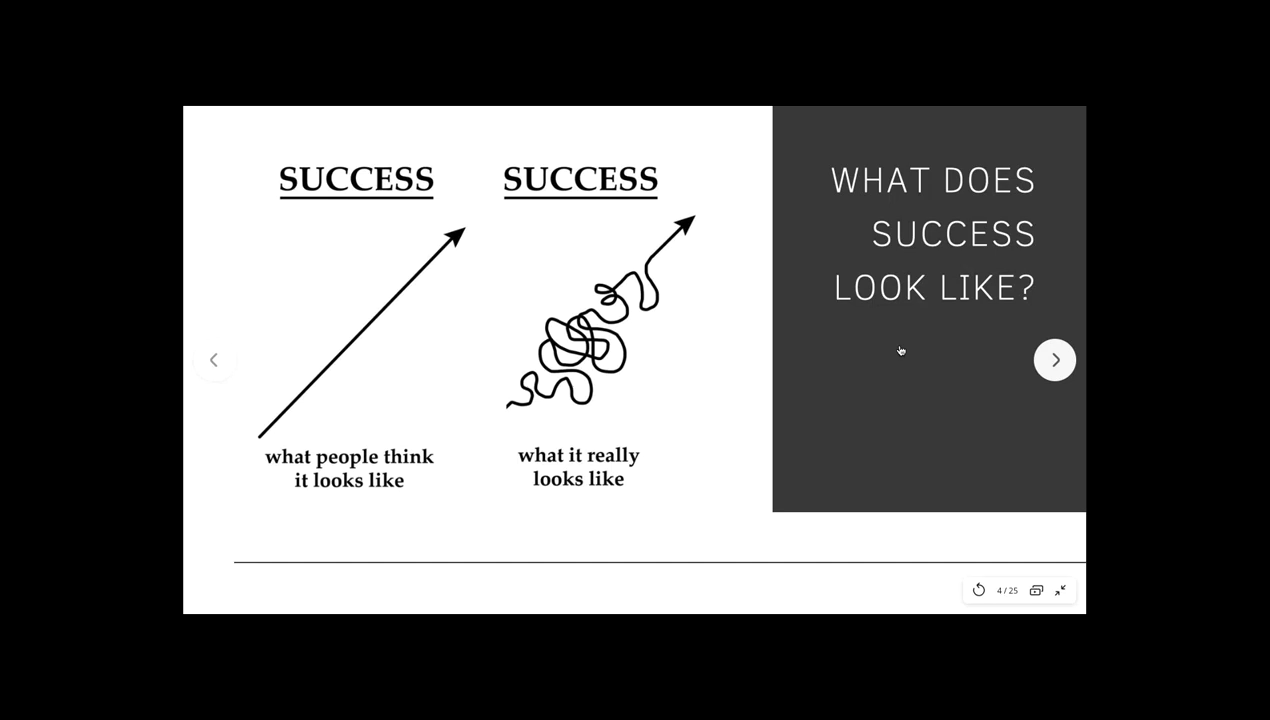 SUCCESS
what people think
it looks like
SUCCESS
what it really
looks like
WHAT DOES
SUCCESS
LOOK LIKE?
4 / 25